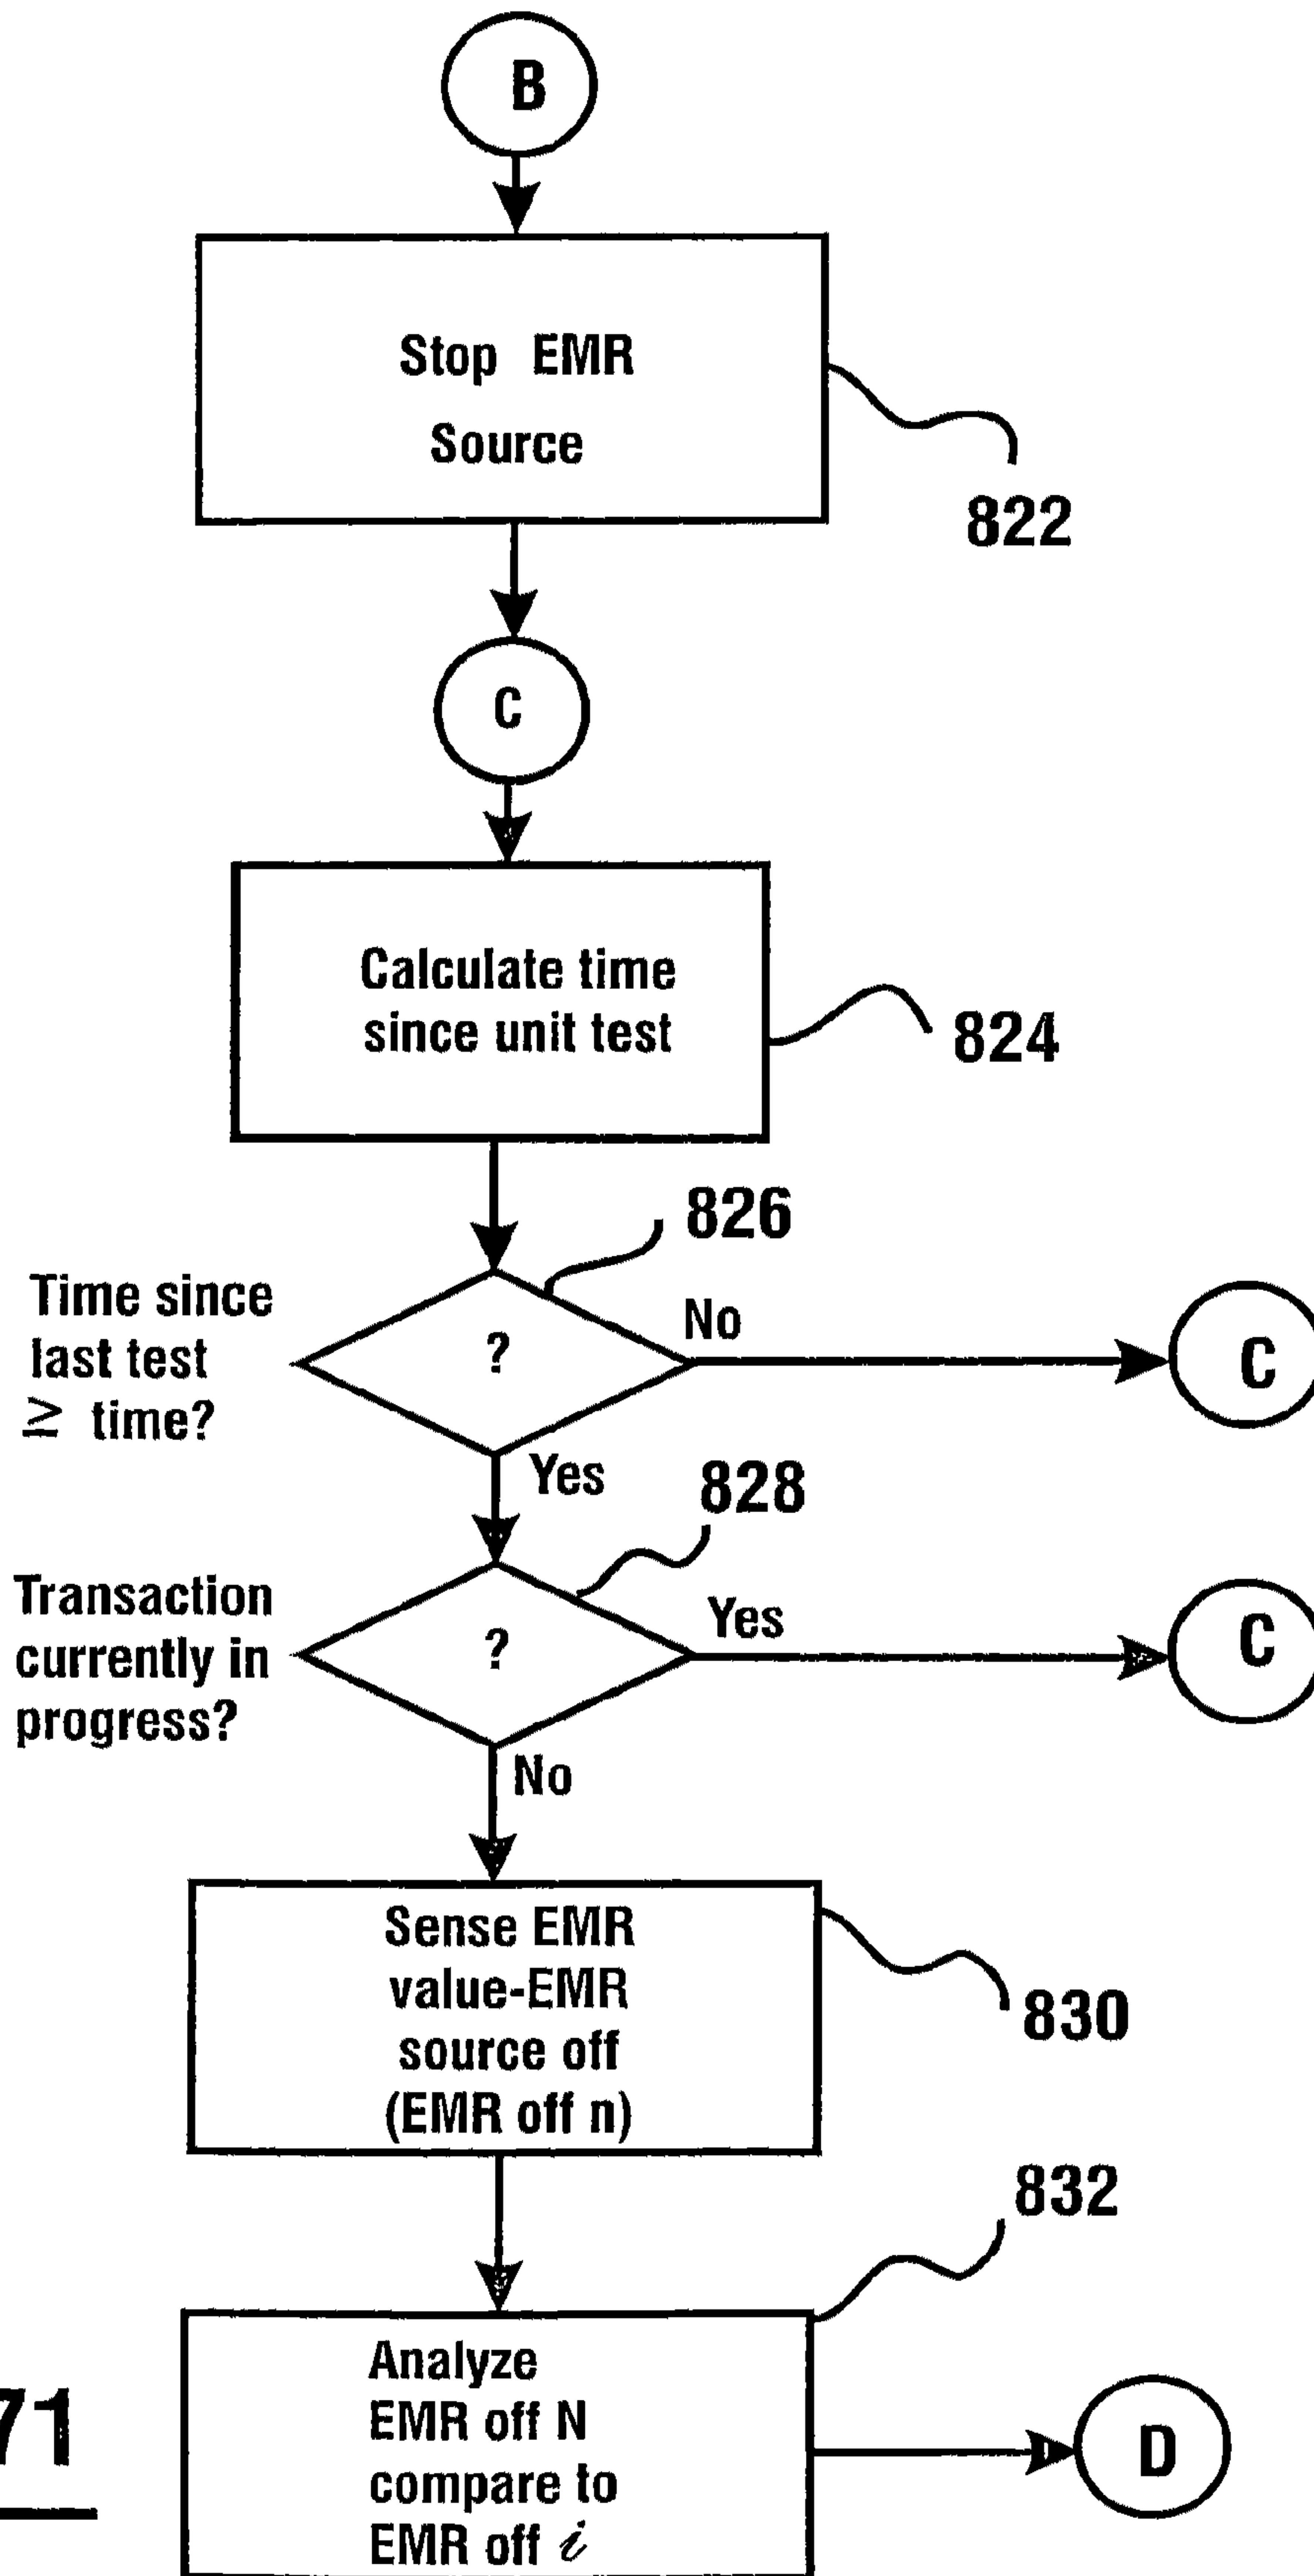 B
Stop EMR
Source
822
C
Calculate time
since unit test
824
826
Time since
last test
≥ time?
?
No
C
Yes
828
Transaction
currently in
progress?
?
Yes
C
No
Sense EMR
value-EMR
source off
(EMR off n)
830
832
Analyze
EMR off N
compare to
EMR off i
D
71